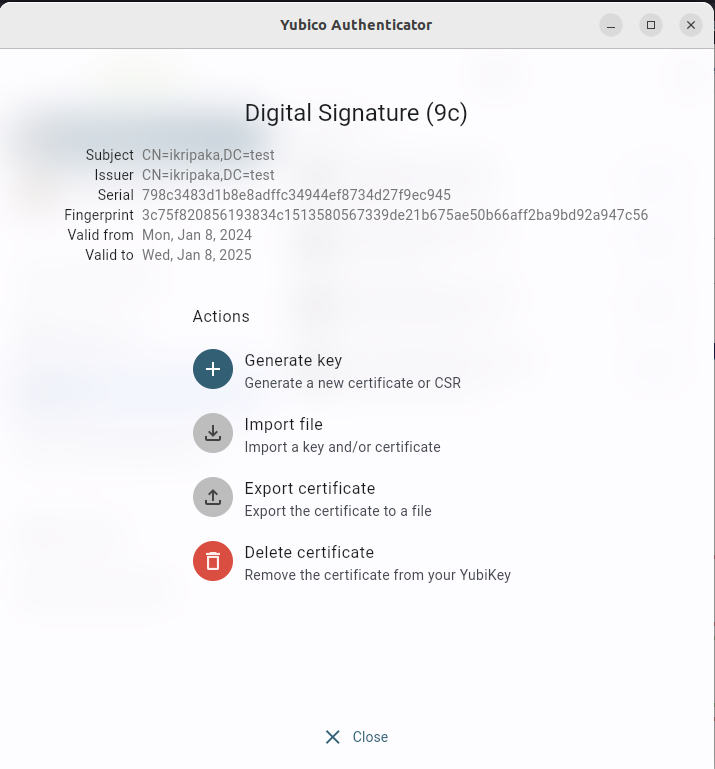 Yubico Authenticator
Digital Signature (9c)
Subject CN=ikripaka,DC=test
Issuer CN=ikripaka,DC=test
Serial 798c3483d1b8e8adffc34944ef8734d27f9ec945
Fingerprint 3c75f820856193834c1513580567339de21b675ae50b66aff2ba9bd92a947c56
Valid from Mon, Jan 8, 2024
Valid to Wed, Jan 8, 2025
Actions
Generate key
Generate a new certificate or CSR
Import file
Import a key and/or certificate
Export certificate
Export the certificate to a file
Delete certificate
Remove the certificate from your YubiKey
Close